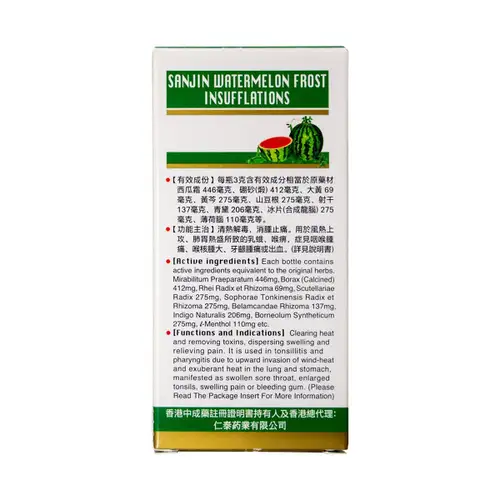 SANJIN WATERMELON FROST
INSUFFLATIONS
●【有效成份】每瓶3克含有效成分相當於原藥材
西瓜霜 446毫克、硼砂(煅) 412毫克、大黃 69
毫克、黃芩 275毫克、山豆根 275毫克、射干
137毫克、青黛 206毫克、冰片(合成龍腦) 275
毫克、薄荷腦 110毫克等。
●【功能主治】清熱解毒、消腫止痛。用於風熱上
攻、肺胃熱盛所致的乳蛾、喉痹，症見咽喉腫
痛、喉核腫大、牙齦腫痛或出血。(詳見說明書)
●[Active ingredients] Each bottle contains
active ingredients equivalent to the original herbs.
Mirabilitum Praeparatum 446mg,Borax (Calcined)
412mg, Rhei Radix et Rhizoma 69mg, Scutellariae
Radix 275mg, Sophorae Tonkinensis Radix et
Rhizoma 275mg, Belamcandae Rhizoma 137mg,
Indigo Naturalis 206mg, Borneolum Syntheticum
275mg, l-Menthol 110mg etc.
●[Functions and Indications] Clearing heat
and removing toxins, dispersing swelling and
relieving pain. It is used in tonsillitis and
pharyngitis due to upward invasion of wind-heat
and exuberant heat in the lung and stomach,
manifested as swollen sore throat, enlarged
tonsils, swelling pain or bleeding gum. (Please
Read The Package Insert For More Information)
香港中成藥註冊證明書持有人及香港總代理：
仁泰药業有限公司